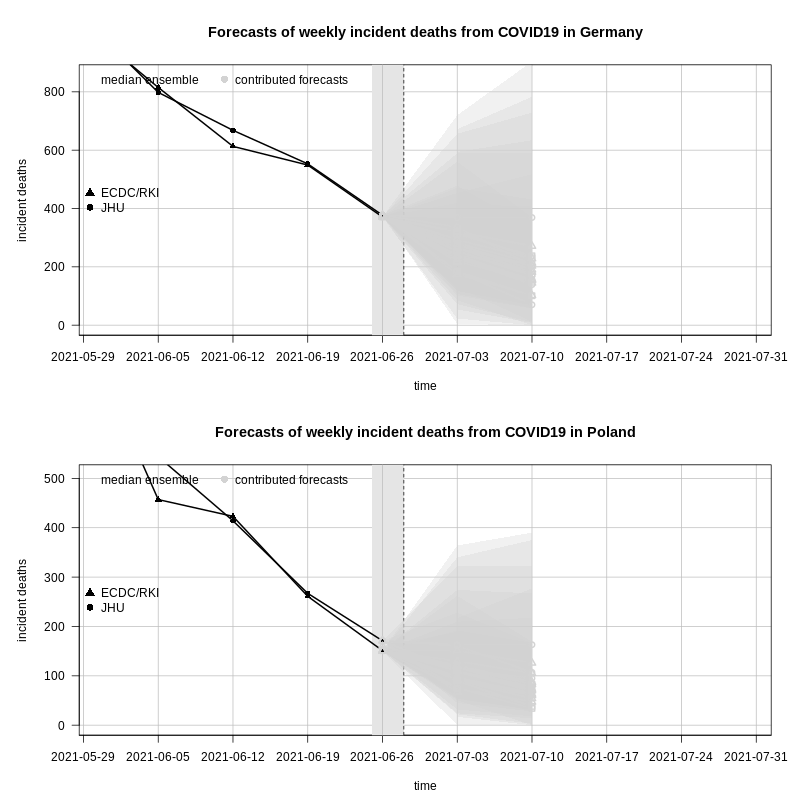 Forecasts of weekly incident deaths from COVID19 in Germany
median ensemble contributed forecasts
800
600
ECDC/RKI
400
JHU
200
0
incident deaths
2021-05-29 2021-06-05 2021-06-12 2021-06-19 2021-06-26 2021-07-03 2021-07-10 2021-07-17 2021-07-24 2021-07-31
time
Forecasts of weekly incident deaths from COVID19 in Poland
median ensemble contributed forecasts
500
400
300
ECDC/RKI
JHU
200
100
0
incident deaths
2021-05-29 2021-06-05 2021-06-12 2021-06-19 2021-06-26 2021-07-03 2021-07-10 2021-07-17 2021-07-24 2021-07-31
time